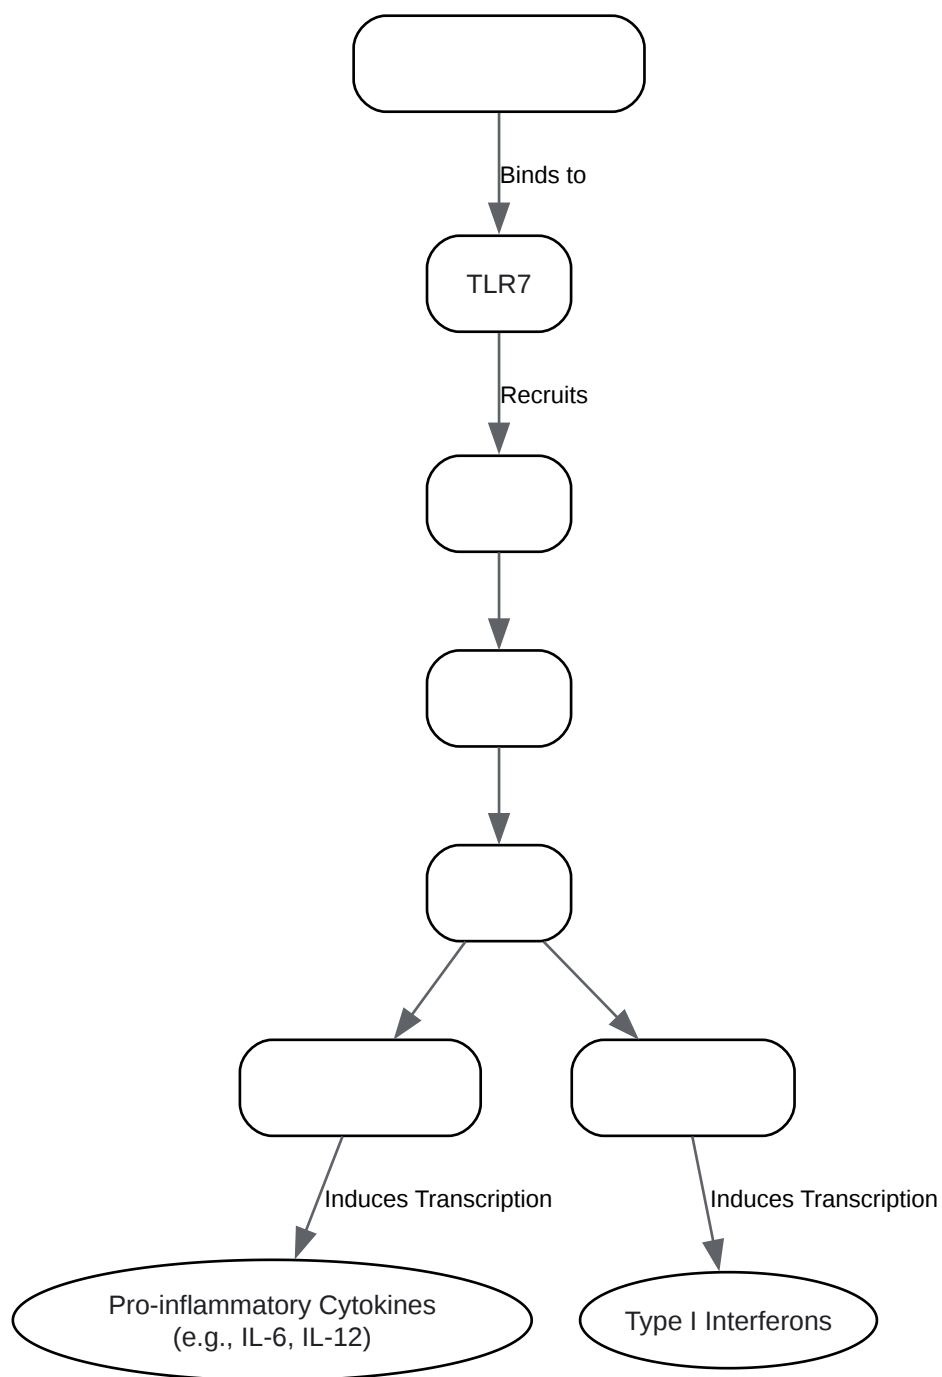 Binds to
TLR7
Recruits
Induces Transcription
Induces Transcription
Pro-inflammatory Cytokines
(e.g., IL-6, IL-12)
Type I Interferons